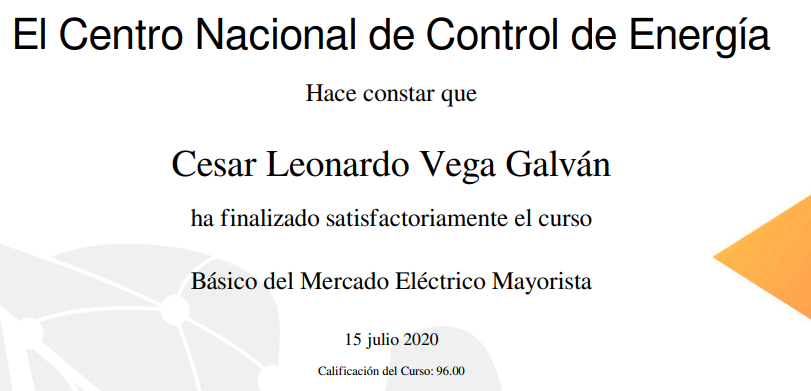 El Centro Nacional de Control de Energía
Hace constar que
Cesar Leonardo Vega Galván
ha finalizado satisfactoriamente el curso
Básico del Mercado Eléctrico Mayorista
15 julio 2020
Calificación del Curso: 96.00